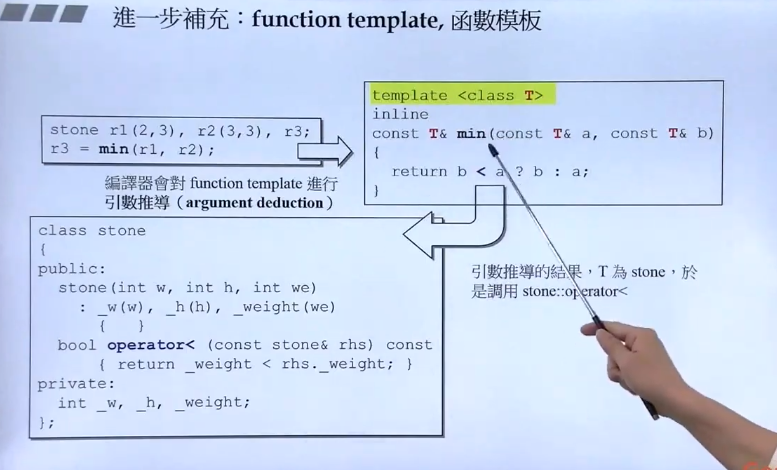 進一步補充：function template, 函數模板
stone r1(2,3), r2(3,3), r3;
r3 = min(r1, r2);
編譯器會對 function template 進行
引數推導（argument deduction）
template <class T>
inline
const T& min(const T& a, const T& b)
{
return b < a ? b : a;
}
引數推導的結果，T 為 stone，於
是調用 stone::operator<
class stone
{
public:
stone(int w, int h, int we)
: _w(w), _h(h), _weight(we)
{ }
bool operator< (const stone& rhs) const
{ return _weight < rhs._weight; }
private:
int _w, _h, _weight;
};